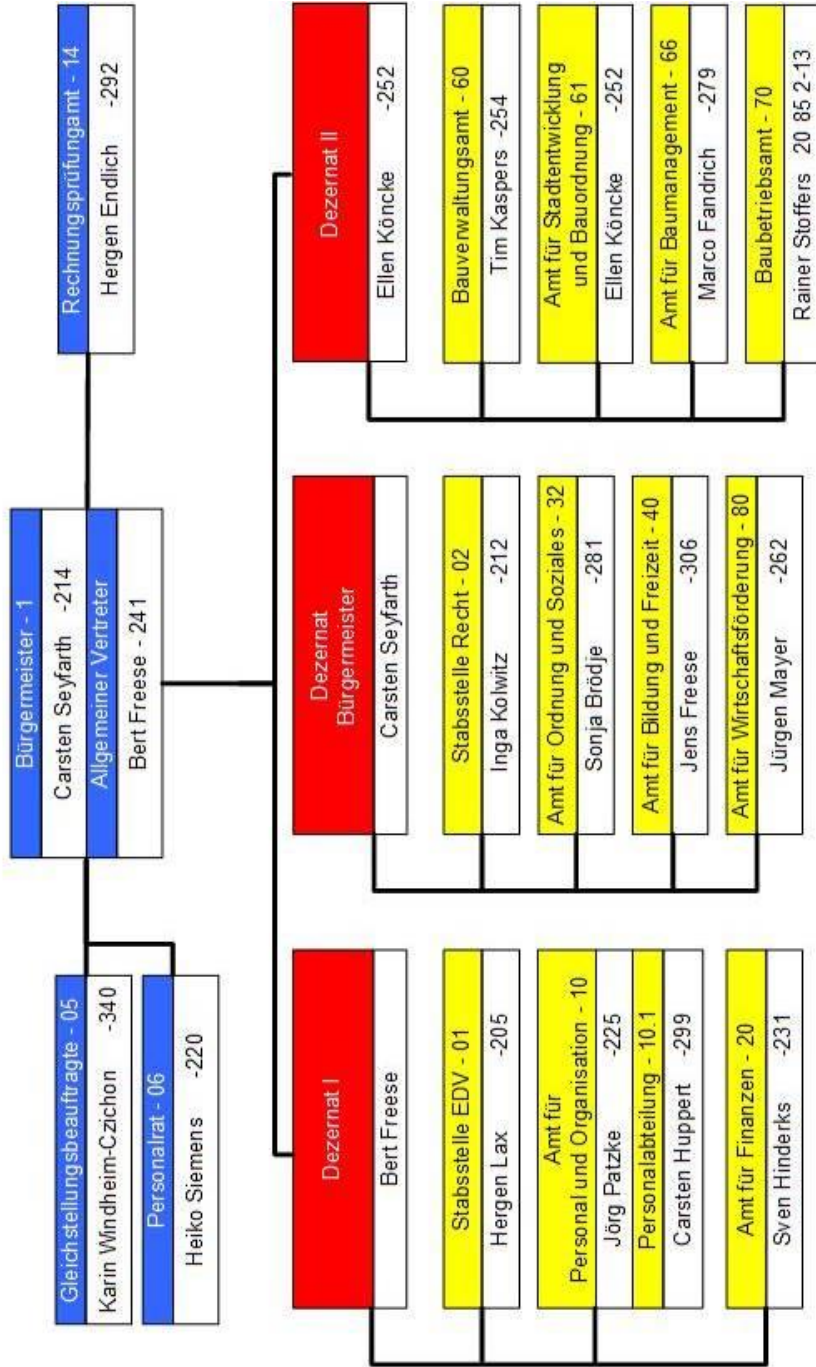 Bürgermeister - 1
Carsten Seyfarth -214
Allgemeiner Vertreter
Bert Freese - 241
Gleichstellungsbeauftragte - 05
Karin Windheim-Czichon -340
Personalrat - 06
Heiko Siemens -220
Rechnungsprüfungamt - 14
Hergen Endlich -292
Dezernat I
Bert Freese
Stabsstelle EDV - 01
Hergen Lax -205
Amt für
Personal und Organisation - 10
Jörg Patzke -225
Personalabteilung - 10.1
Carsten Huppert -299
Amt für Finanzen - 20
Sven Hinderks -231
Dezernat
Bürgermeister
Carsten Seyfarth
Stabsstelle Recht - 02
Inga Kolwitz -212
Amt für Ordnung und Soziales - 32
Sonja Brödje -281
Amt für Bildung und Freizeit - 40
Jens Freese -306
Amt für Wirtschaftsförderung - 80
Jürgen Mayer -262
Dezernat II
Ellen Köncke -252
Bauverwaltungsamt - 60
Tim Kaspers -254
Amt für Stadtentwicklung
und Bauordnung - 61
Ellen Köncke -252
Amt für Baumanagement - 66
Marco Fandrich -279
Baubetriebsamt - 70
Rainer Stoffers 20 85 2-13